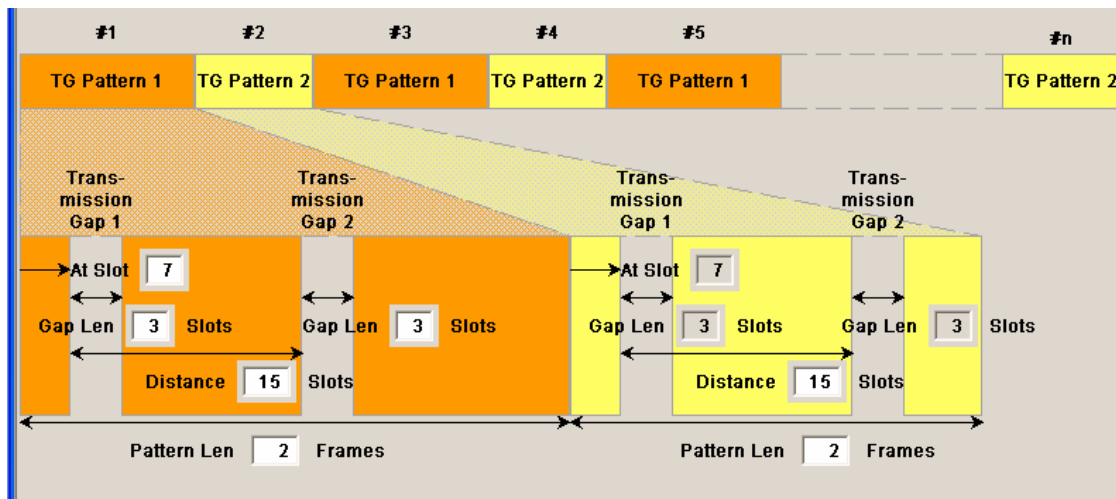 #1 #2 #3 #4 #5 #n
TG Pattern 1 TG Pattern 2 TG Pattern 1 TG Pattern 2 TG Pattern 1 TG Pattern 2
Trans- Trans- Trans- Trans-
mission mission mission mission
Gap 1 Gap 2 Gap 1 Gap 2
At Slot 7 At Slot 7
Gap Len 3 Slots Gap Len 3 Slots Gap Len 3 Slots Gap Len 3 Slots
Distance 15 Slots Distance 15 Slots
Pattern Len 2 Frames Pattern Len 2 Frames